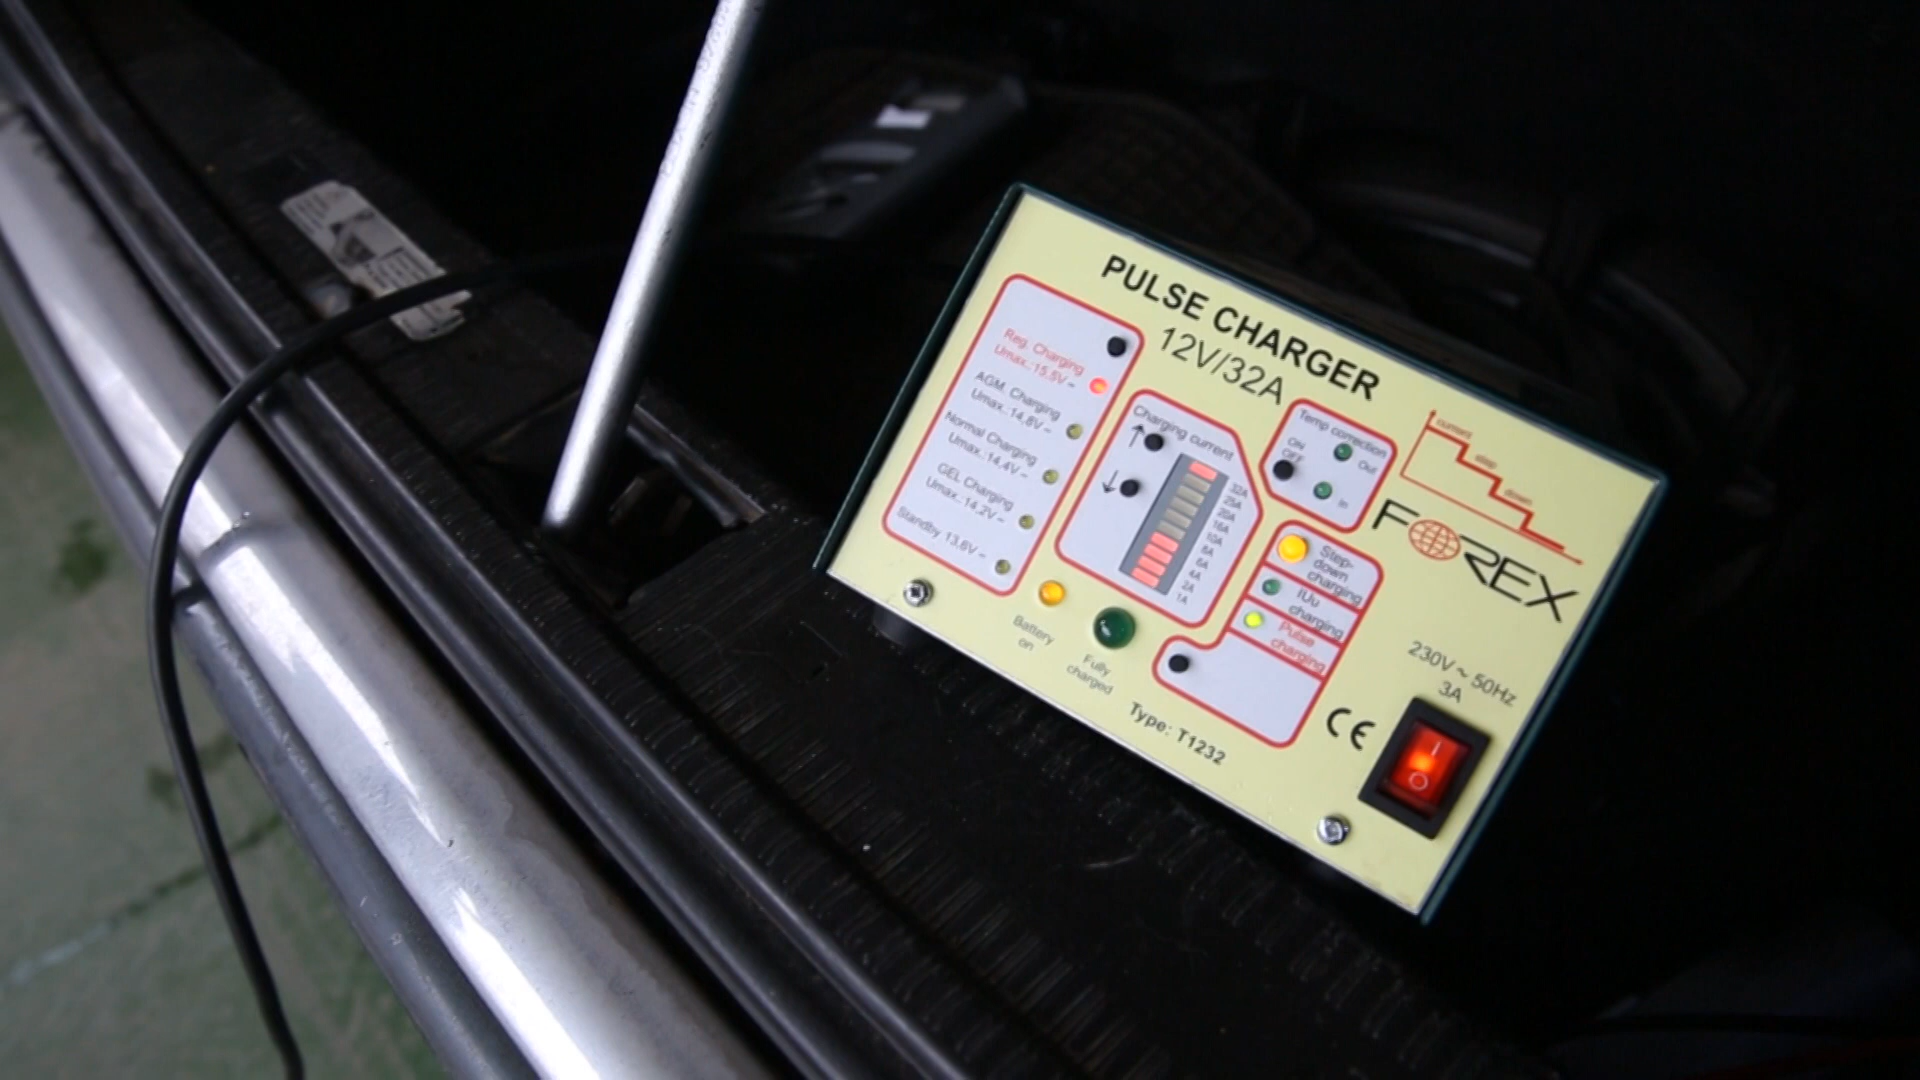 PULSE CHARGER
12V/32A
Reg. Charging
Umax.:15,5V ⎓
AGM. Charging
Umax.:14,8V ⎓
Normal Charging
Umax.:14,4V ⎓
GEL Charging
Umax.:14,2V ⎓
Standby 13,6V ⎓
Charging current
↑
↓
32A
25A
20A
16A
10A
8A
6A
4A
2A
1A
Temp correction
ON
OFF
Out
In
current
step
down
FOREX
Step-
down
charging
IUu
charging
Pulse
charging
Battery
on
Fully
charged
Type: T1232
230V ~ 50Hz
3A
CE
I
O